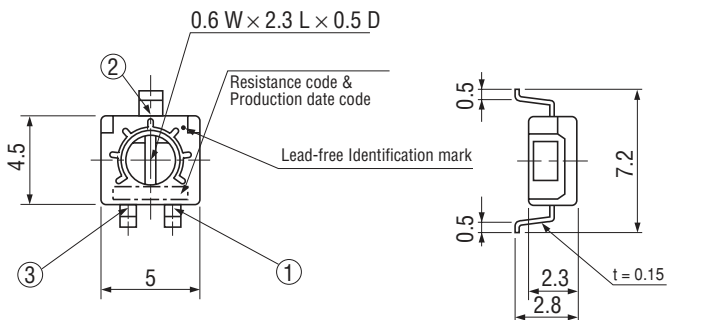 0.6 W × 2.3 L × 0.5 D
②
Resistance code &
Production date code
Lead-free Identification mark
4.5
③
①
5
0.5
7.2
0.5
t = 0.15
2.3
2.8